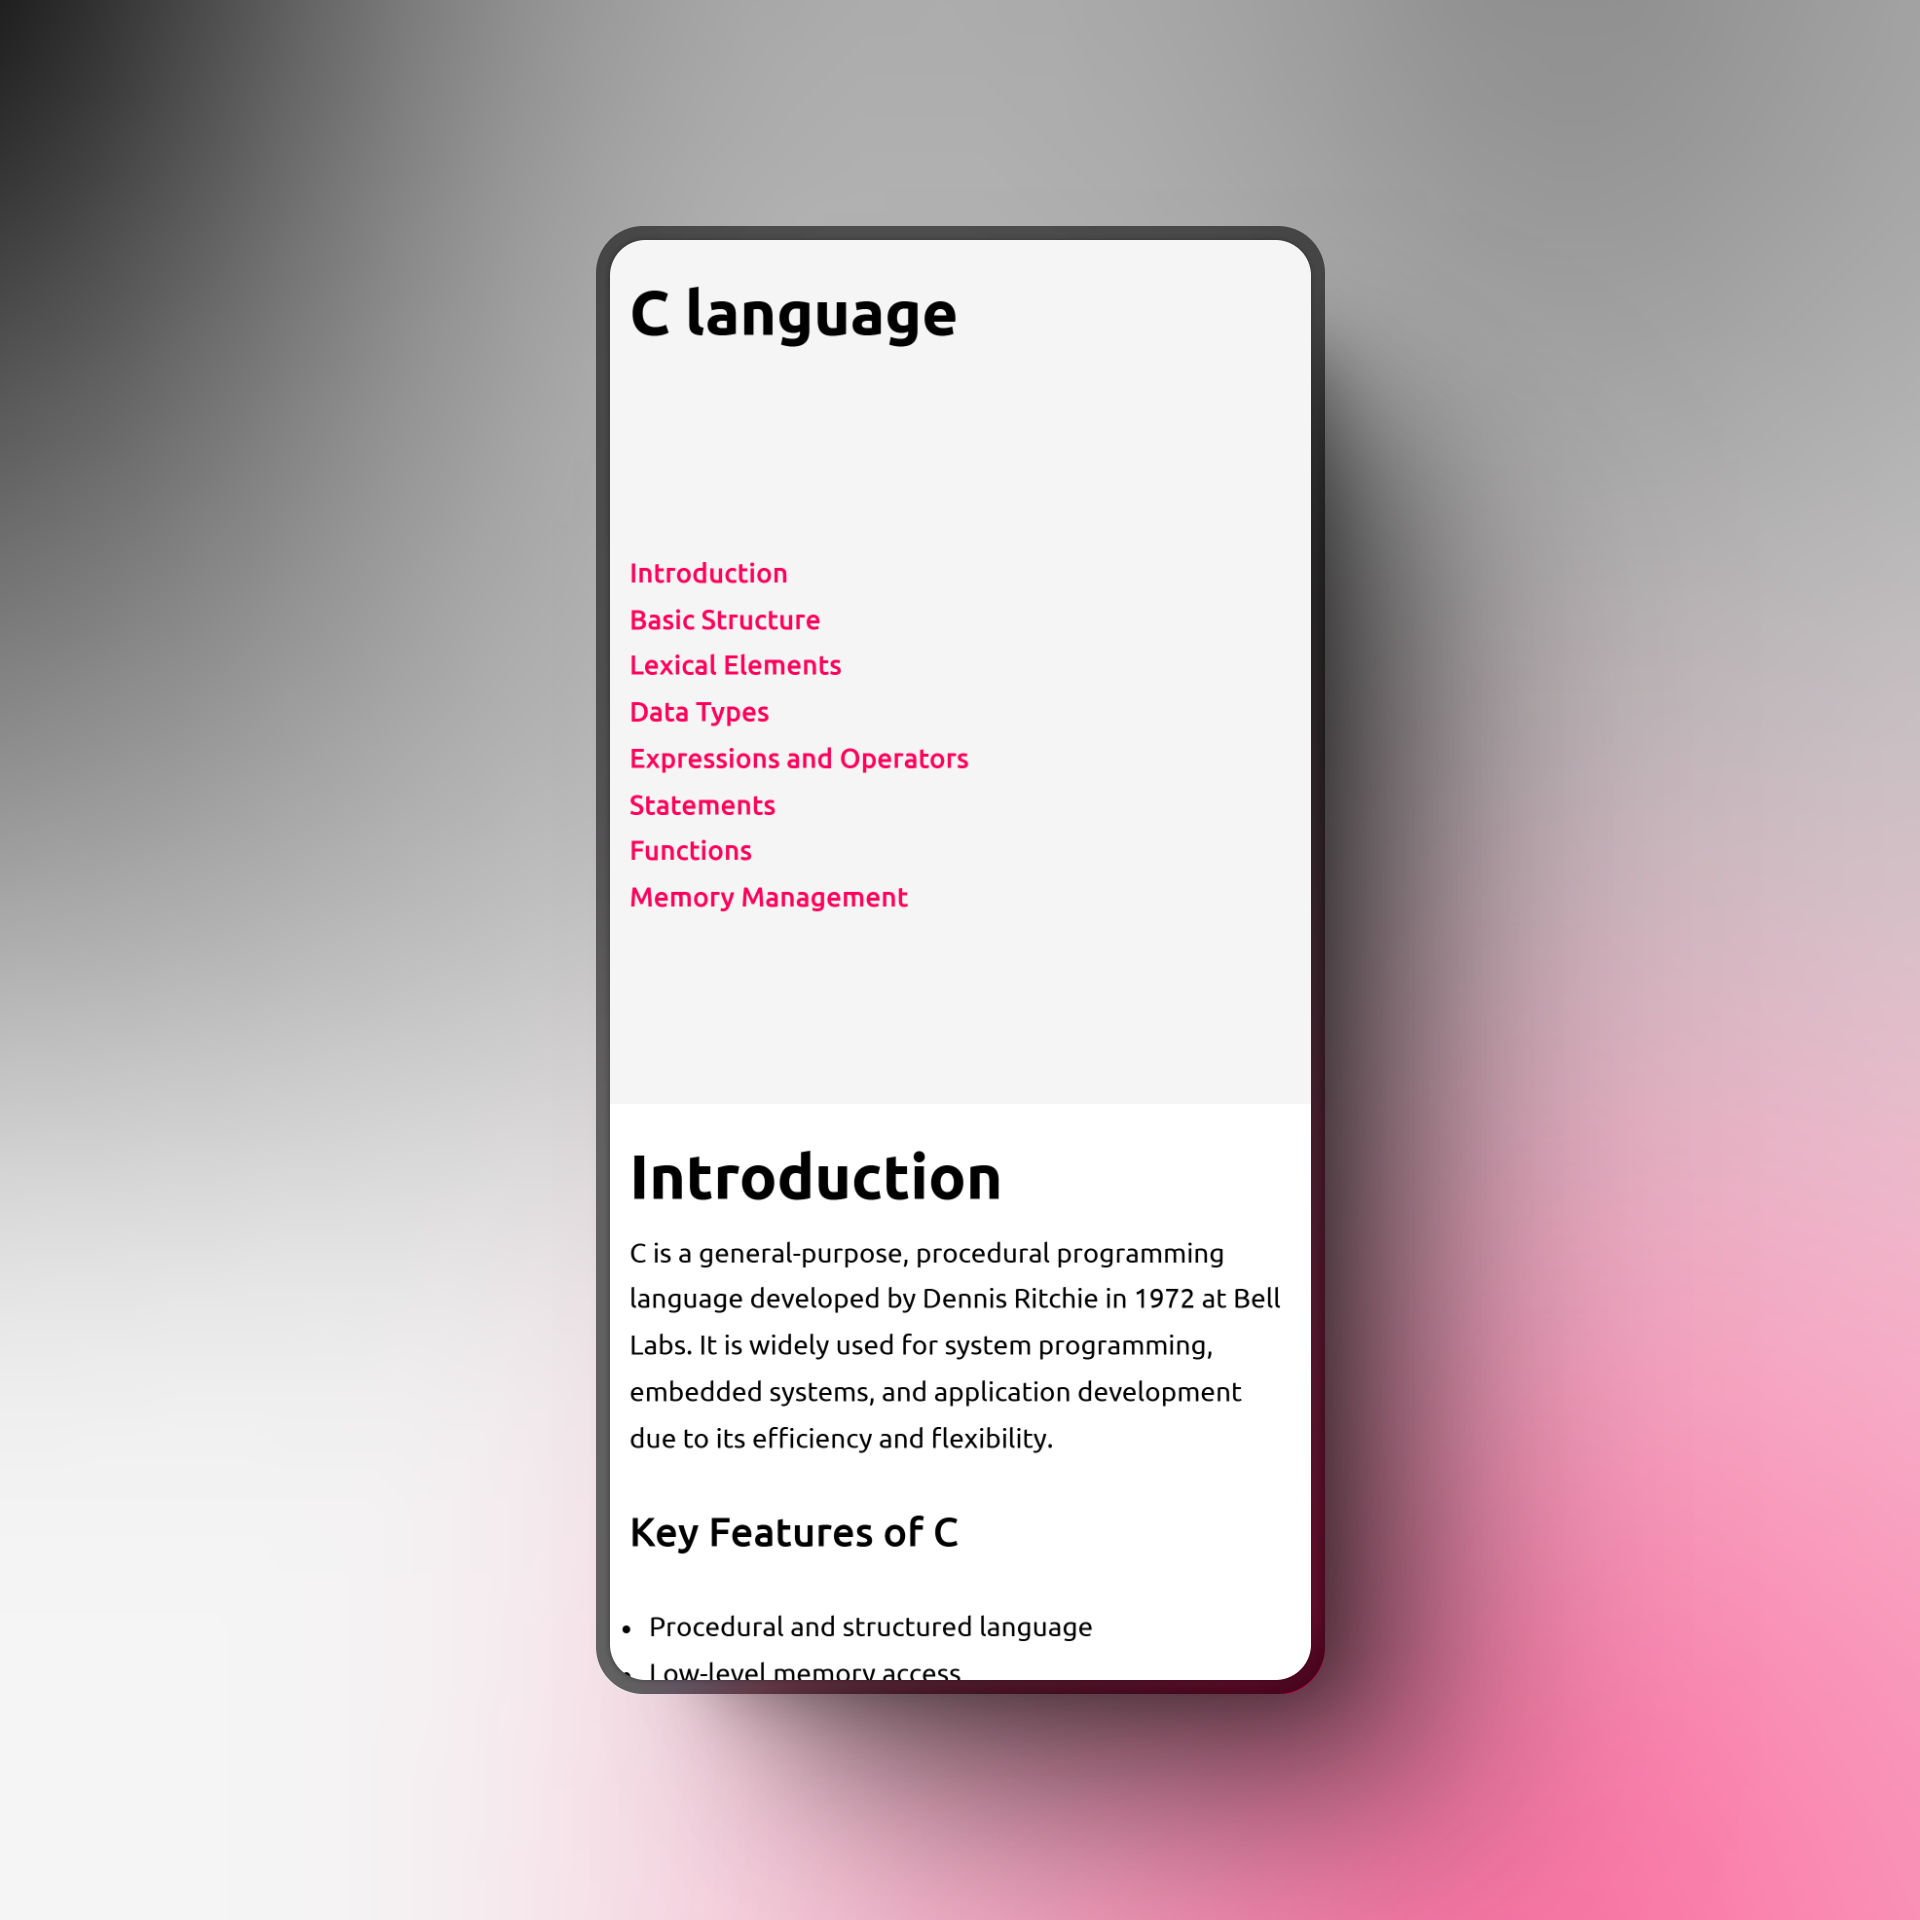 C language
Introduction
Basic Structure
Lexical Elements
Data Types
Expressions and Operators
Statements
Functions
Memory Management
Introduction
C is a general-purpose, procedural programming
language developed by Dennis Ritchie in 1972 at Bell
Labs. It is widely used for system programming,
embedded systems, and application development
due to its efficiency and flexibility.
Key Features of C
• Procedural and structured language
• Low-level memory access